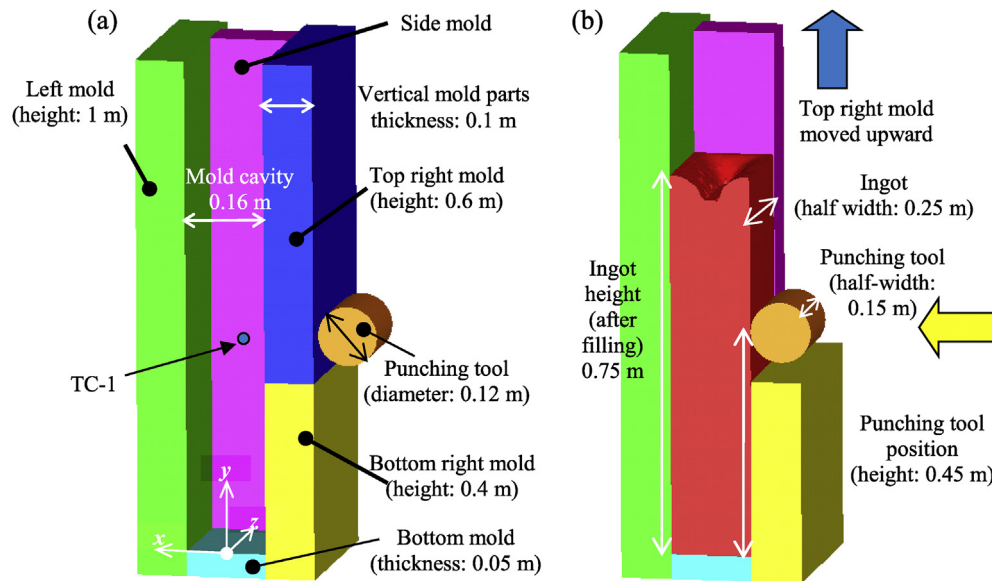 (a)
Side mold
Left mold
(height: 1 m)
Vertical mold parts
thickness: 0.1 m
Mold cavity
0.16 m
Top right mold
(height: 0.6 m)
TC-1
Punching tool
(diameter: 0.12 m)
Bottom right mold
(height: 0.4 m)
y
x
z
Bottom mold
(thickness: 0.05 m)
(b)
Top right mold
moved upward
Ingot
(half width: 0.25 m)
Punching tool
(half-width:
0.15 m)
Ingot
height
(after
filling)
0.75 m
Punching tool
position
(height: 0.45 m)